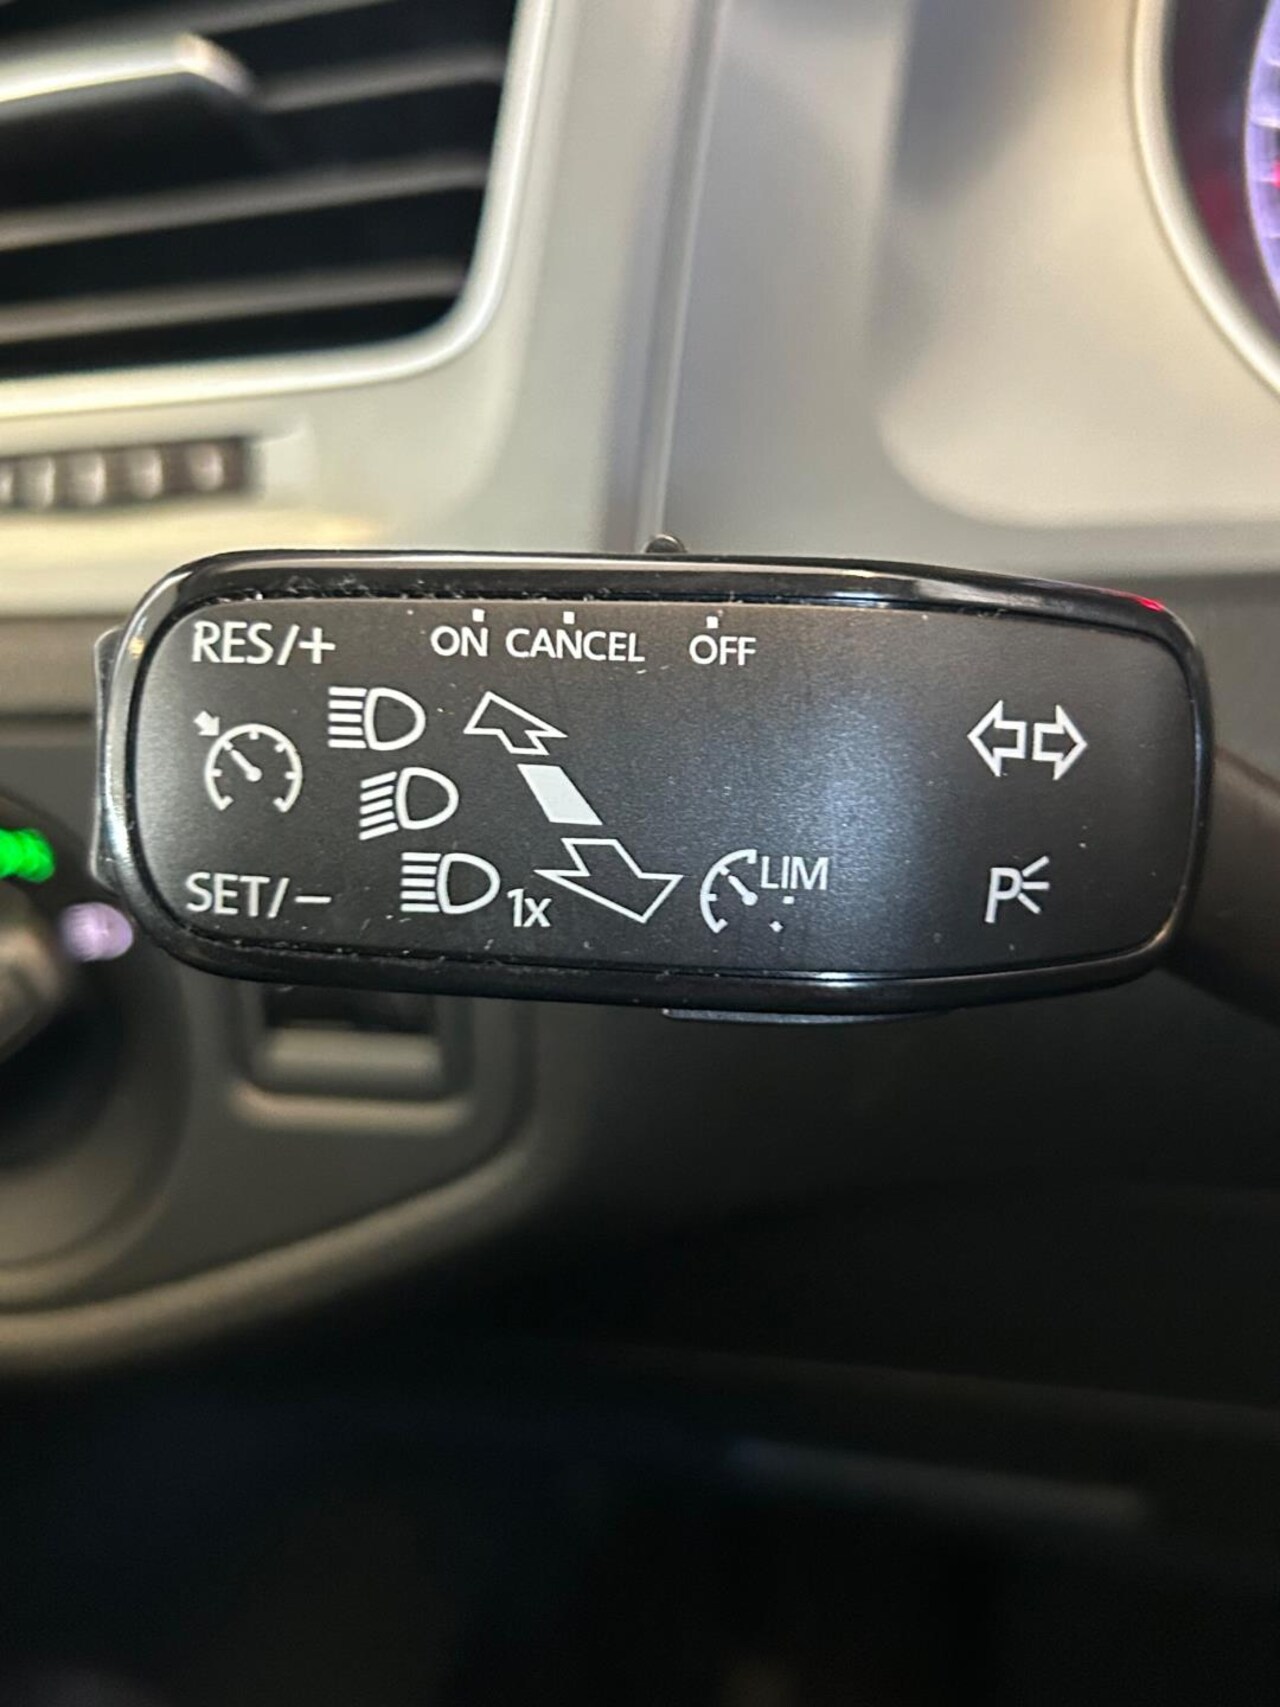 RES/+ ON CANCEL OFF
1x LIM
SET/− P